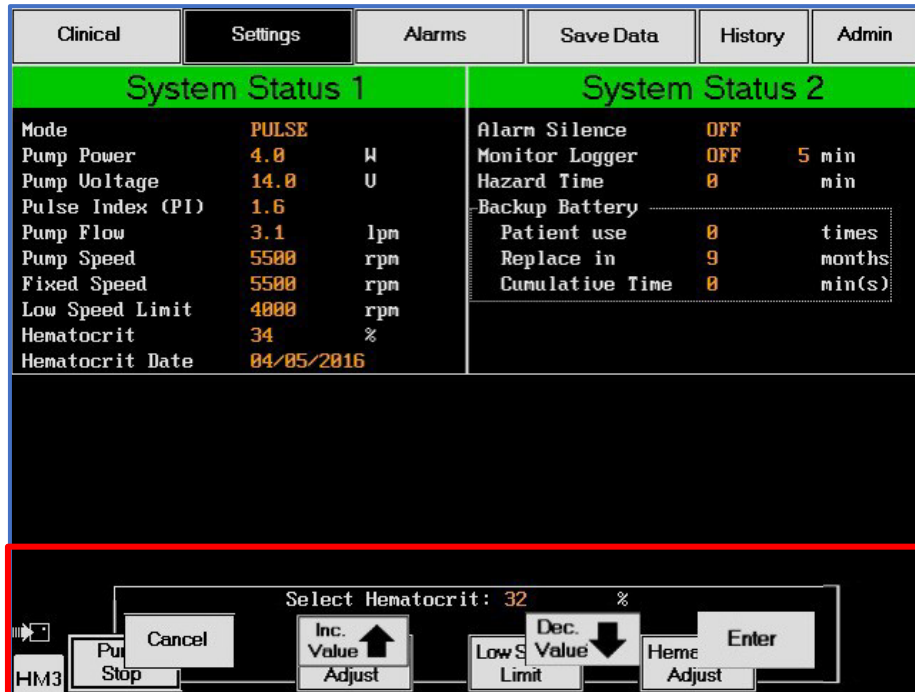 Clinical Settings Alarms Save Data History Admin
System Status 1
Mode PULSE
Pump Power 4.0 W
Pump Voltage 14.0 V
Pulse Index (PI) 1.6
Pump Flow 3.1 lpm
Pump Speed 5500 rpm
Fixed Speed 5500 rpm
Low Speed Limit 4000 rpm
Hematocrit 34 %
Hematocrit Date 04/05/2016
System Status 2
Alarm Silence OFF
Monitor Logger OFF 5 min
Hazard Time 0 min
Backup Battery
Patient use 0 times
Replace in 9 months
Cumulative Time 0 min(s)
Select Hematocrit: 32 %
Cancel
Inc.
Value
Dec.
Value
Enter
HM3
Stop
Adjust
Low S
Limit
Hema
Adjust